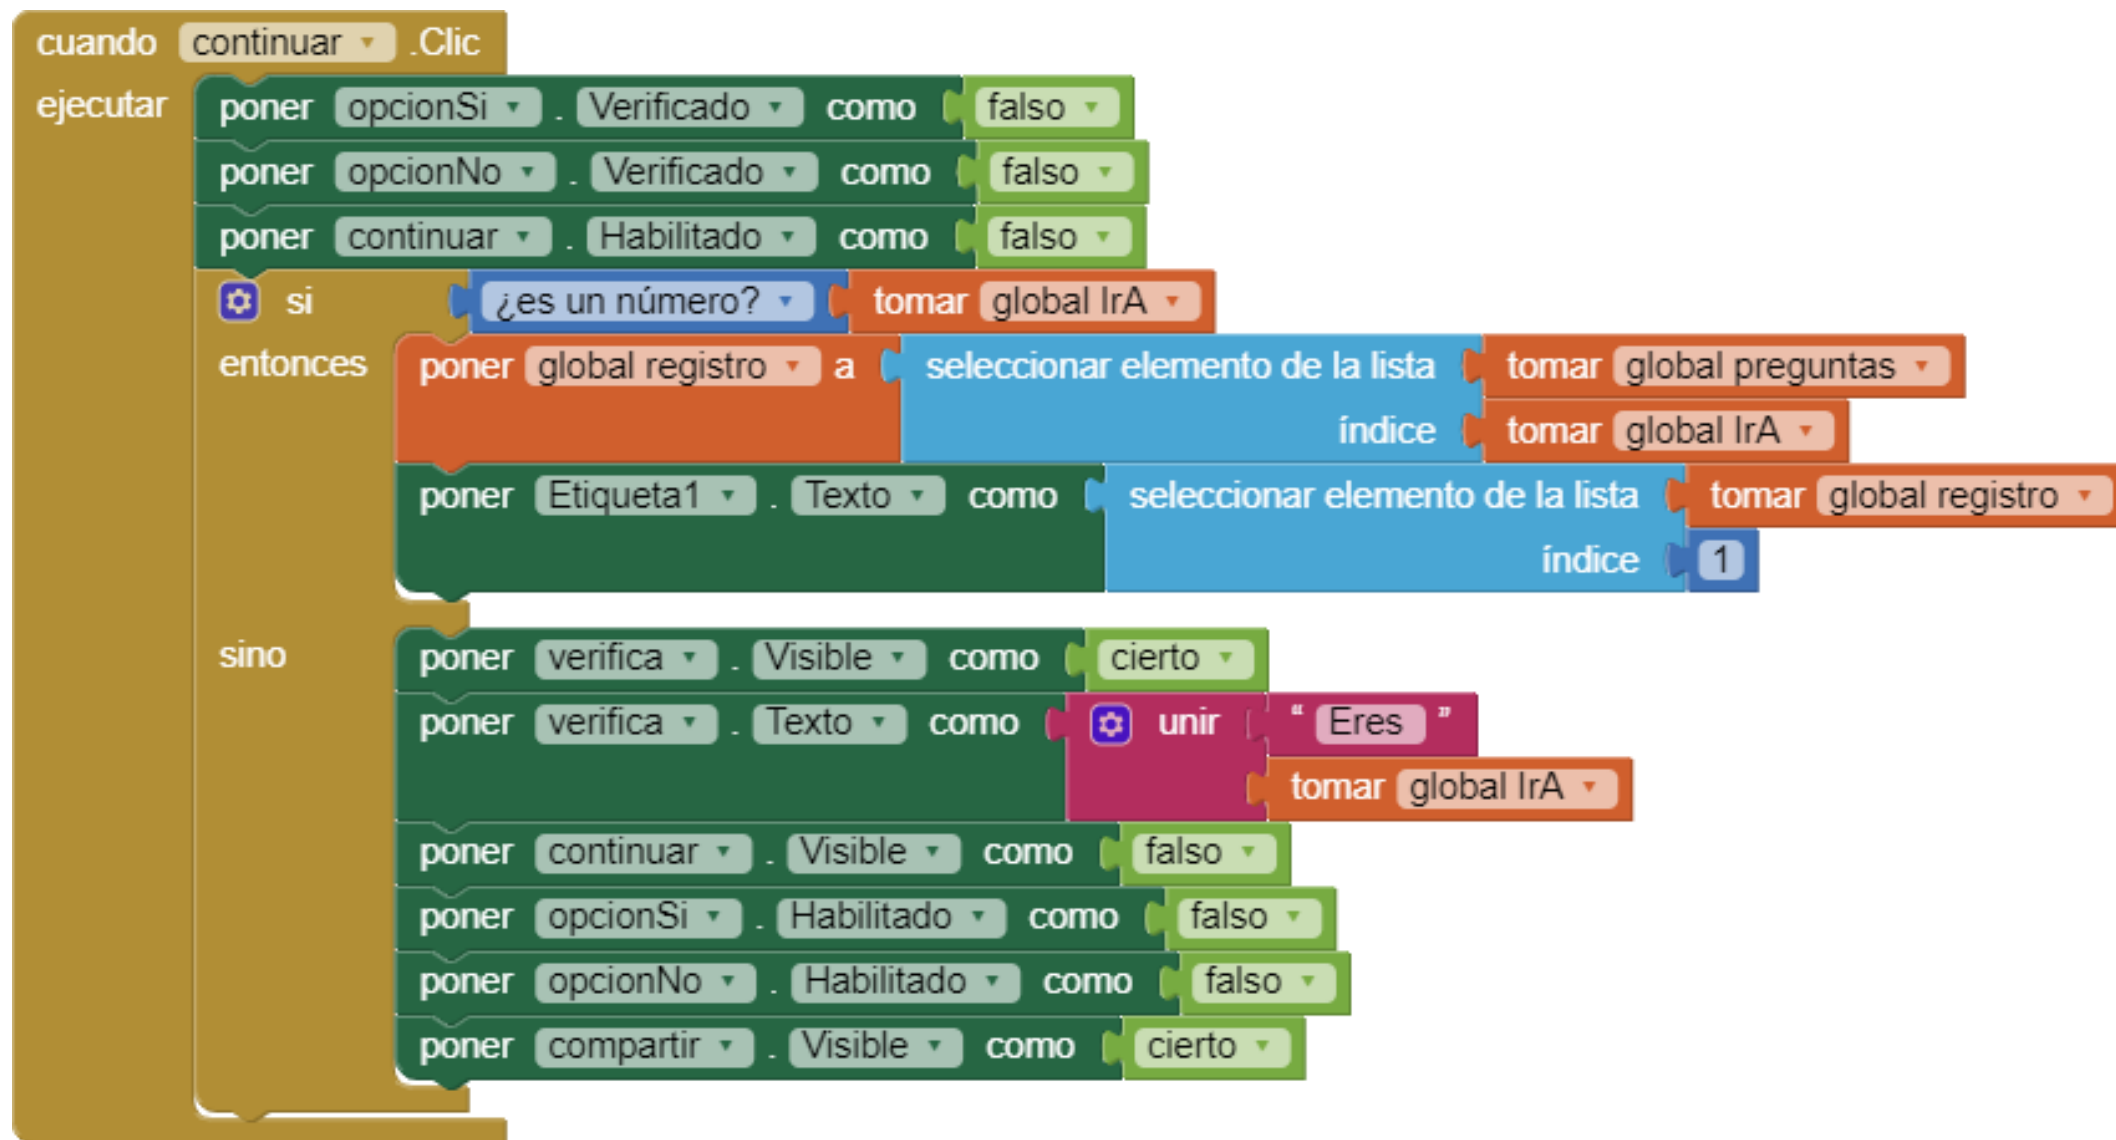 cuando continuar .Clic
ejecutar poner opcionSi . Verificado como falso
poner opcionNo . Verificado como falso
poner continuar . Habilitado como falso
si ¿es un número? tomar global IrA
entonces poner global registro a seleccionar elemento de la lista tomar global preguntas
índice tomar global IrA
poner Etiqueta1 . Texto como seleccionar elemento de la lista tomar global registro
índice 1
sino poner verifica . Visible como cierto
poner verifica . Texto como unir “ Eres ”
tomar global IrA
poner continuar . Visible como falso
poner opcionSi . Habilitado como falso
poner opcionNo . Habilitado como falso
poner compartir . Visible como cierto